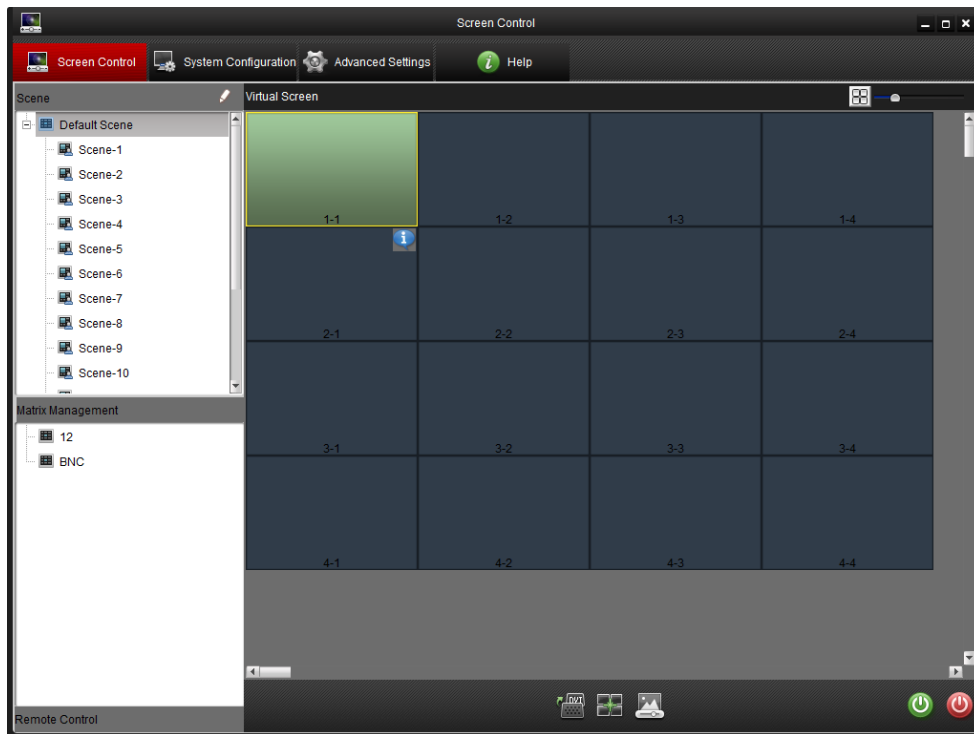 Screen Control
Screen Control
System Configuration
Advanced Settings
Help
Scene
Virtual Screen
Default Scene
Scene-1
Scene-2
Scene-3
Scene-4
Scene-5
Scene-6
Scene-7
Scene-8
Scene-9
Scene-10
Matrix Management
12
BNC
Remote Control
1-1 1-2 1-3 1-4
2-1 2-2 2-3 2-4
3-1 3-2 3-3 3-4
4-1 4-2 4-3 4-4
DVI